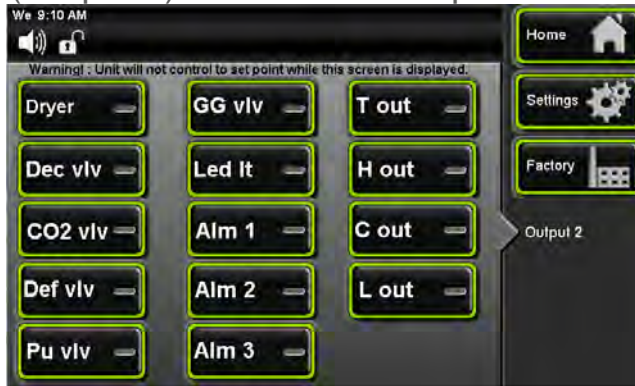 We 9:10 AM
Warning! : Unit will not control to set point while this screen is displayed.
Dryer
GG vlv
T out
Dec vlv
Led lt
H out
CO2 vlv
Alm 1
C out
Def vlv
Alm 2
L out
Pu vlv
Alm 3
Home
Settings
Factory
Output 2